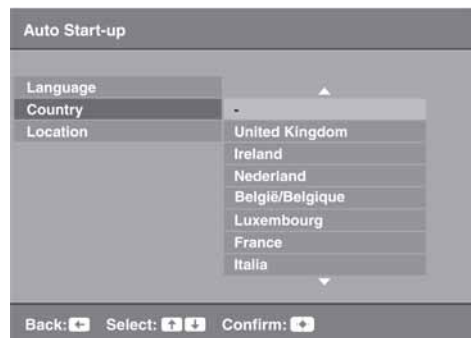 Auto Start-up
Language
Country
Location
-
United Kingdom
Ireland
Nederland
België/Belgique
Luxembourg
France
Italia
Back: Select: Confirm: